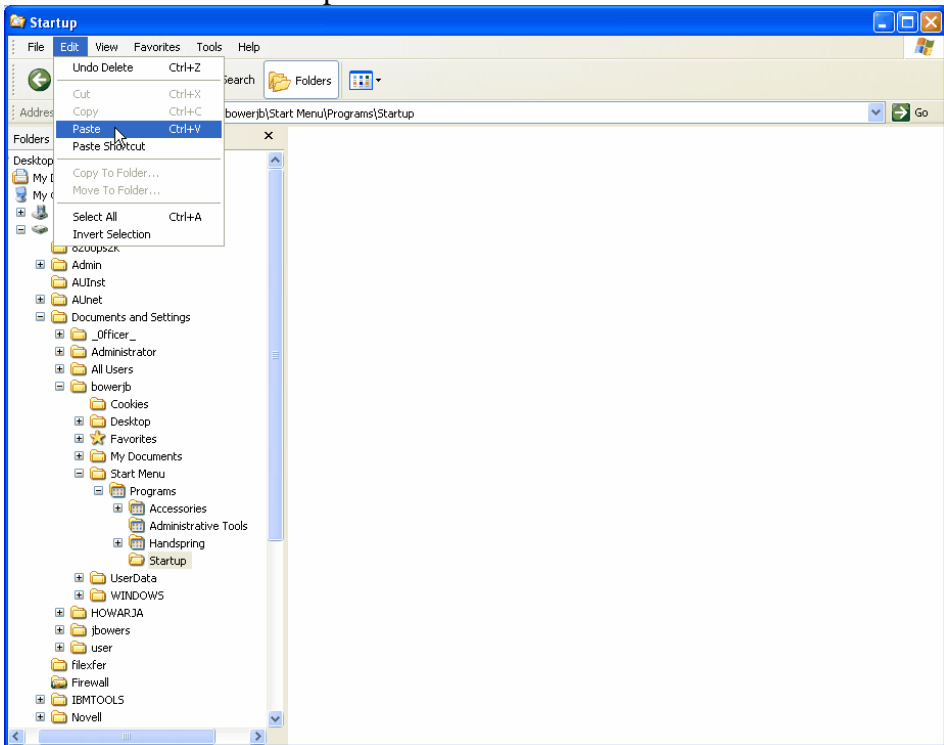 Startup
File Edit View Favorites Tools Help
Undo Delete Ctrl+Z
Search Folders
Cut Ctrl+X
Copy Ctrl+C
bowerjb\Start Menu\Programs\Startup Go
Paste Ctrl+V
Folders
Paste Shortcut
Desktop
Copy To Folder...
My
Move To Folder...
My
Select All Ctrl+A
Invert Selection
Admin
AUInst
AUnet
Documents and Settings
_0fficer_
Administrator
All Users
bowerjb
Cookies
Desktop
Favorites
My Documents
Start Menu
Programs
Accessories
Administrative Tools
Handspring
Startup
UserData
WINDOWS
HOWARJA
jbowers
user
filexfer
Firewall
IBMTOOLS
Novell